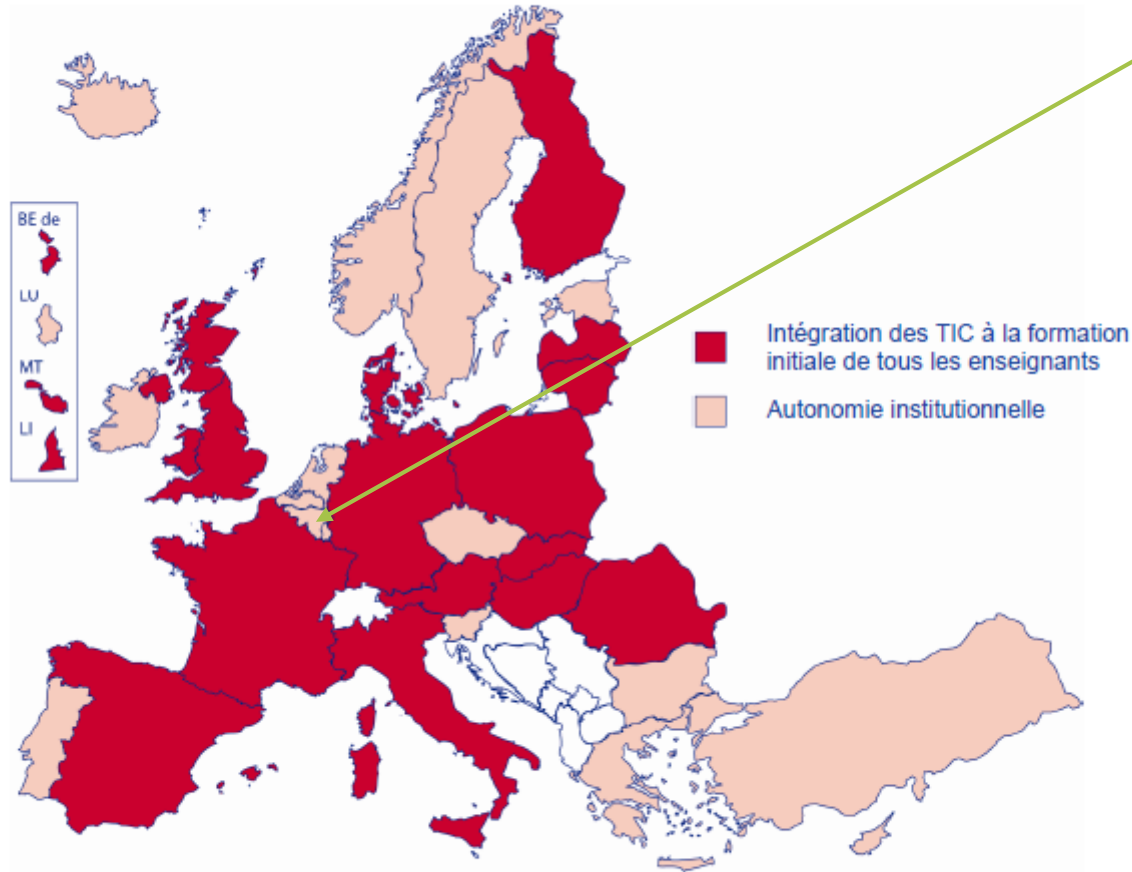 BE de
LU
MT
LI
Intégration des TIC à la formation
initiale de tous les enseignants
Autonomie institutionnelle